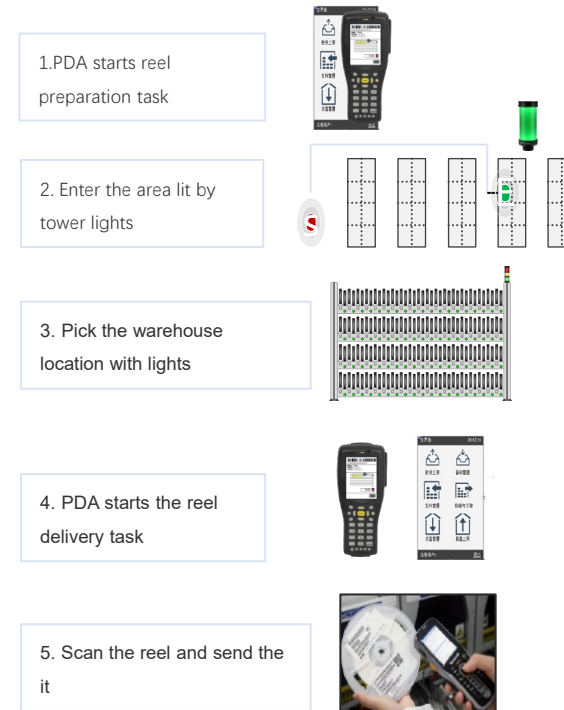 1.PDA starts reel
preparation task
2. Enter the area lit by
tower lights
S
3. Pick the warehouse
location with lights
4. PDA starts the reel
delivery task
5. Scan the reel and send the
it